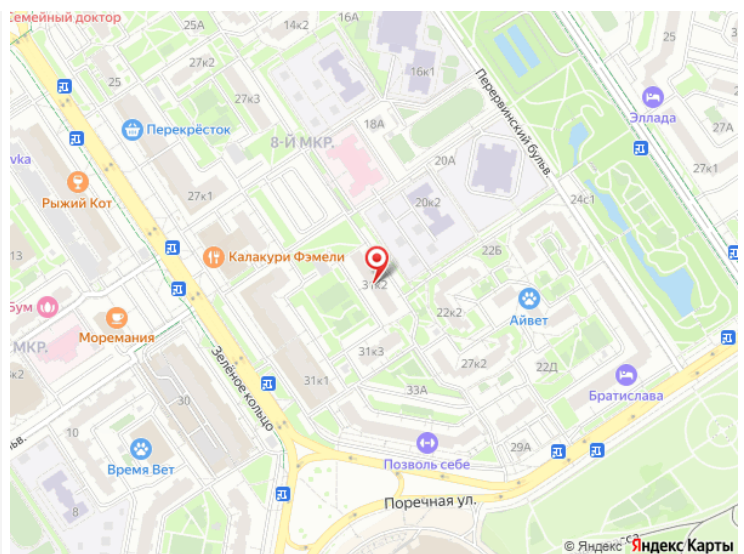 Семейный доктор
16А
14к2
25
27к2
16к1
25
27к3
Эллада
Перекрёсток
18А
27А
8-Й МКР.
Перервинский бульв.
20А
vka
27к1
Рыжий Кот
27к1
20к2
24с1
13
Калакури Фэмели
22Б
31к2
Бум
Моремания
22к2
Айвет
МКР.
к2
31к3
27к2
22Д
33А
31к1
Братислава
Зелёное кольцо
30
10
29А
Время Вет
Позволь себе
8
Поречная ул.
© Яндекс Яндекс Карты